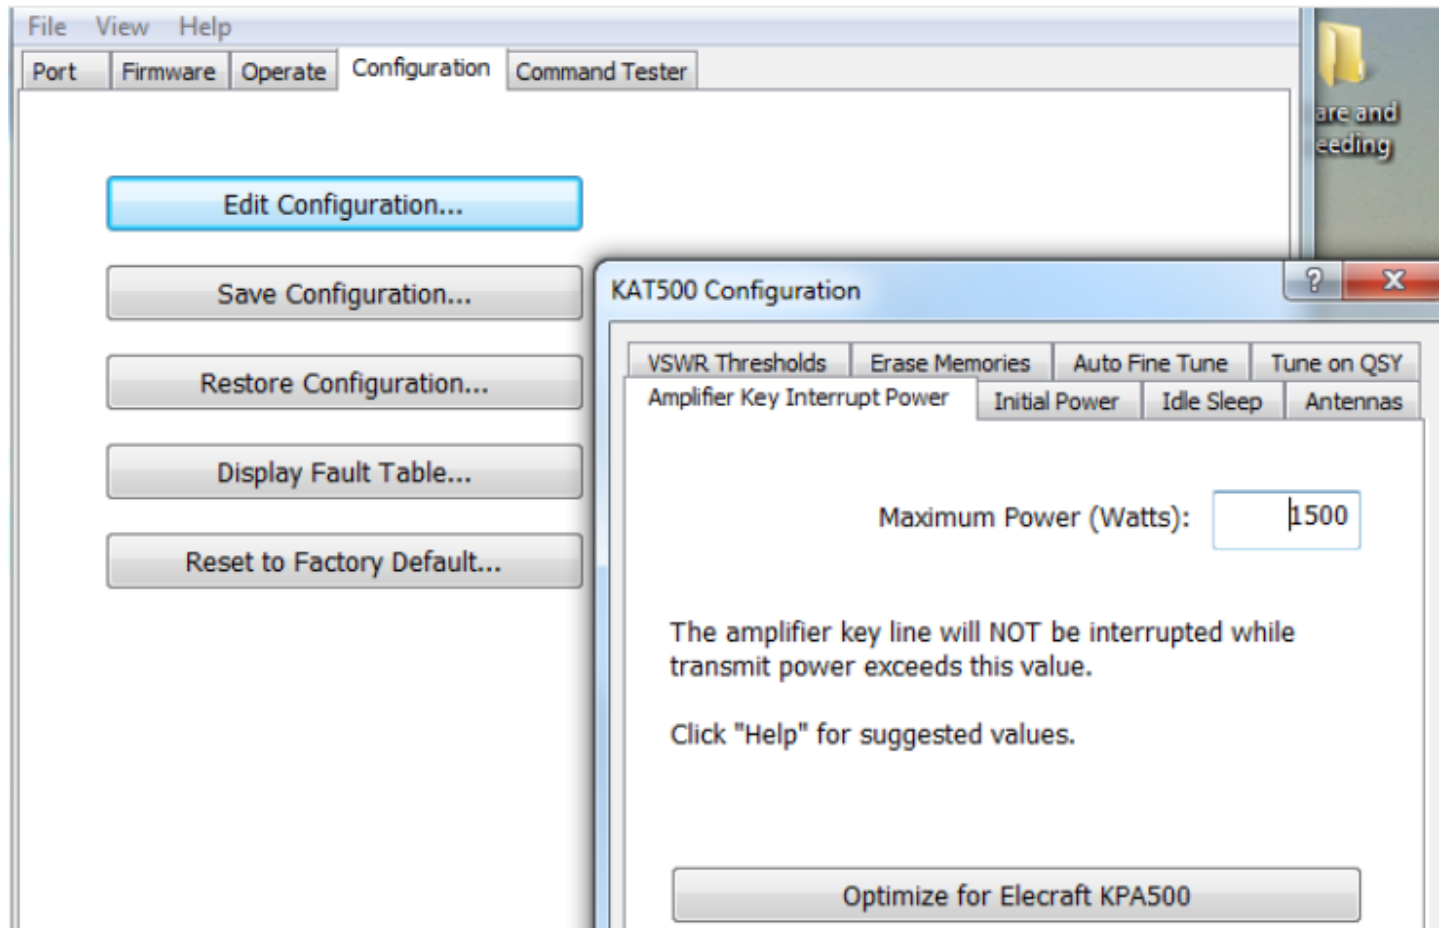 File View Help
Port Firmware Operate Configuration Command Tester
are and
eeding
Edit Configuration...
Save Configuration...
Restore Configuration...
Display Fault Table...
Reset to Factory Default...
KAT500 Configuration
? X
VSWR Thresholds Erase Memories Auto Fine Tune Tune on QSY
Amplifier Key Interrupt Power Initial Power Idle Sleep Antennas
Maximum Power (Watts): 1500
The amplifier key line will NOT be interrupted while
transmit power exceeds this value.
Click "Help" for suggested values.
Optimize for Elecraft KPA500